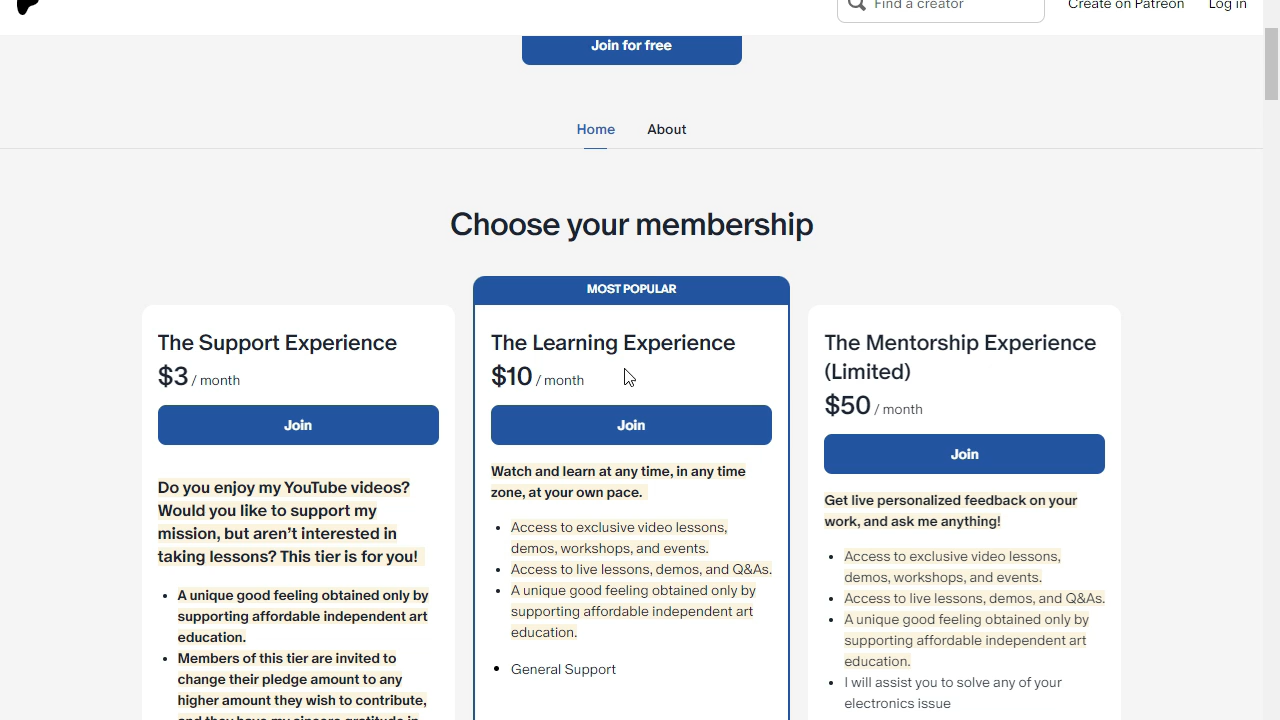 Find a creator
Create on Patreon
Log in
Join for free
Home
About
Choose your membership
MOST POPULAR
The Support Experience
$3 / month
Join
Do you enjoy my YouTube videos?
Would you like to support my
mission, but aren’t interested in
taking lessons? This tier is for you!
• A unique good feeling obtained only by
supporting affordable independent art
education.
• Members of this tier are invited to
change their pledge amount to any
higher amount they wish to contribute,
and they have my sincere gratitude in
The Learning Experience
$10 / month
Join
Watch and learn at any time, in any time
zone, at your own pace.
• Access to exclusive video lessons,
demos, workshops, and events.
• Access to live lessons, demos, and Q&As.
• A unique good feeling obtained only by
supporting affordable independent art
education.
• General Support
The Mentorship Experience
(Limited)
$50 / month
Join
Get live personalized feedback on your
work, and ask me anything!
• Access to exclusive video lessons,
demos, workshops, and events.
• Access to live lessons, demos, and Q&As.
• A unique good feeling obtained only by
supporting affordable independent art
education.
• I will assist you to solve any of your
electronics issue